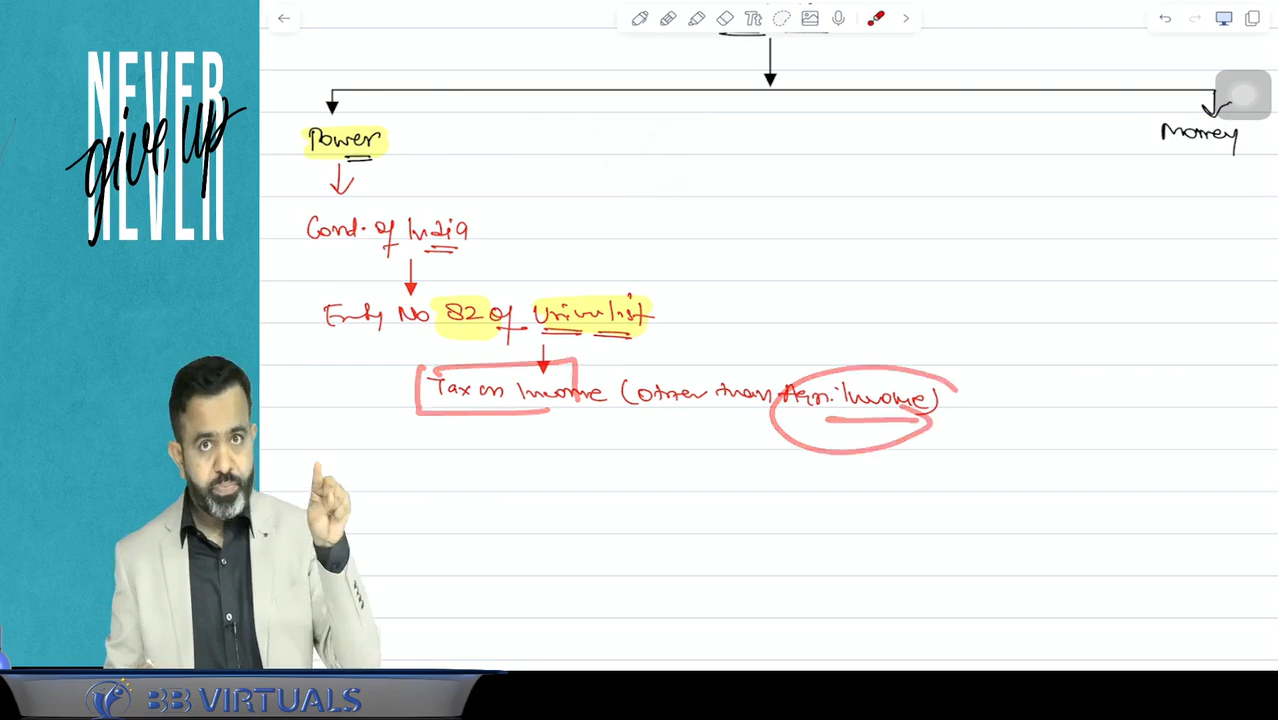 NEVER
give up
NEVER
Power
Money
Const. of India
Entry No 82 of Union list
Tax on Income (other than Agri. Income)
BB VIRTUALS